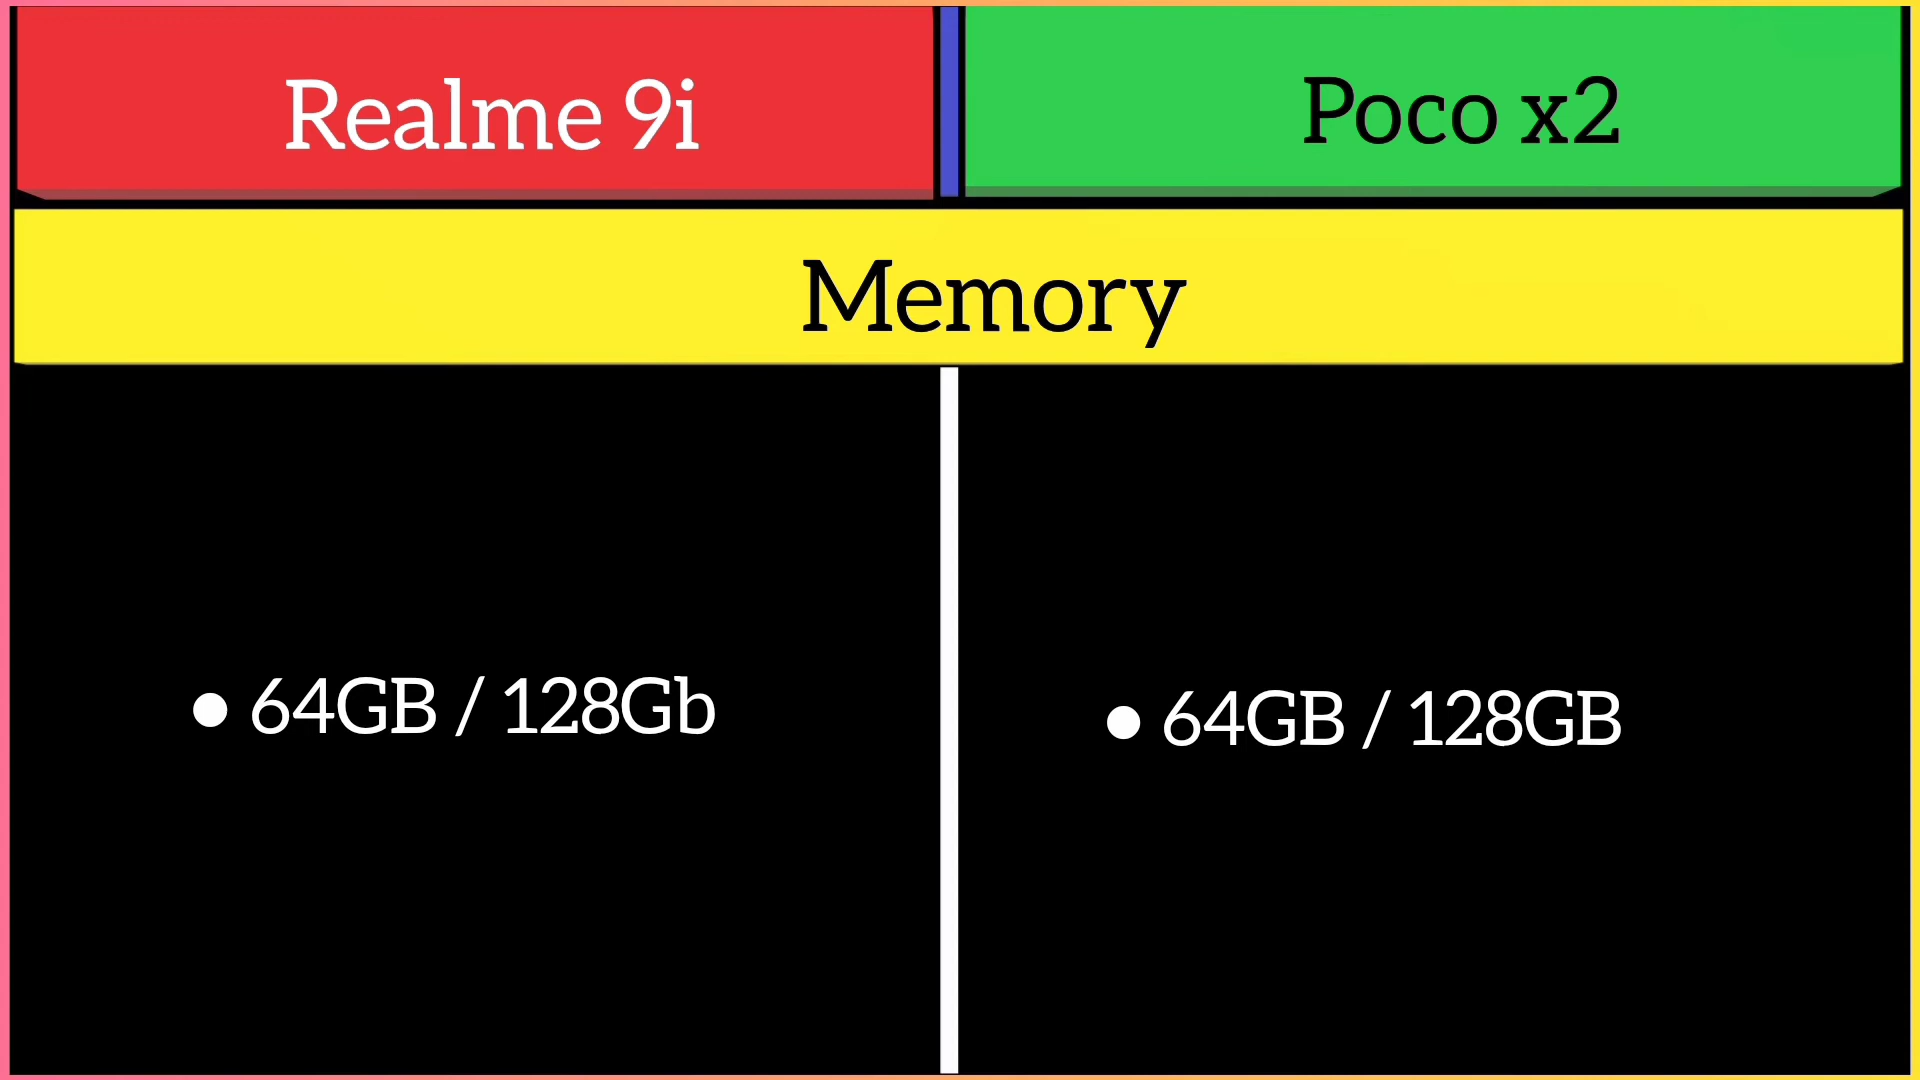 Realme 9i
Poco x2
Memory
● 64GB / 128Gb
● 64GB / 128GB